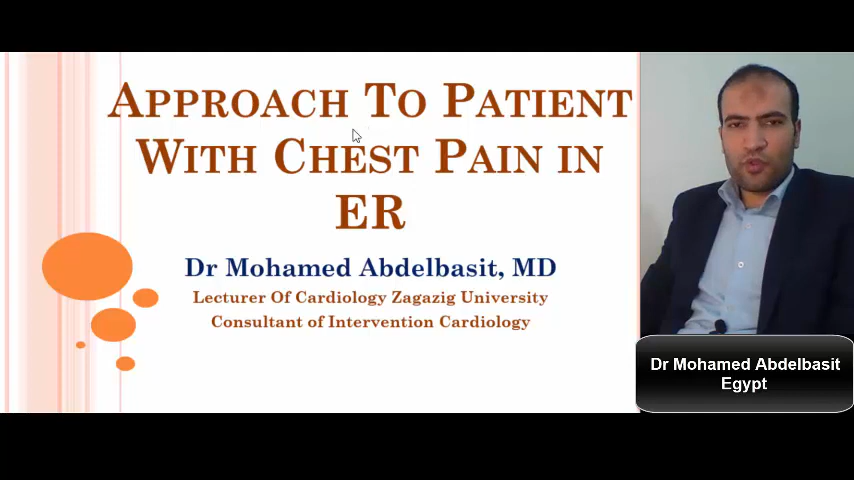 APPROACH TO PATIENT
WITH CHEST PAIN IN
ER
Dr Mohamed Abdelbasit, MD
Lecturer Of Cardiology Zagazig University
Consultant of Intervention Cardiology
Dr Mohamed Abdelbasit
Egypt